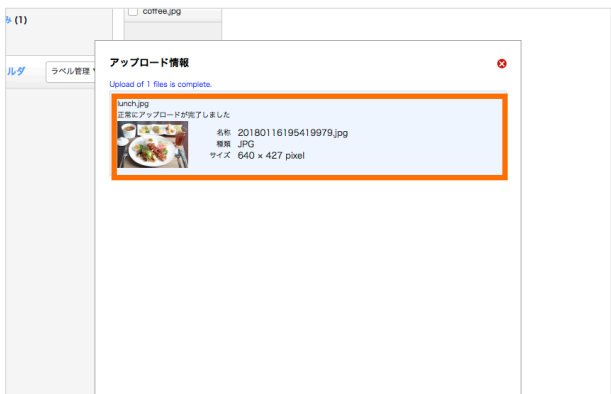 み (1)
coffee.jpg
ルダ
ラベル管理
アップロード情報
Upload of 1 files is complete.
lunch.jpg
正常にアップロードが完了しました
名称 20180116195419979.jpg
種類 JPG
サイズ 640 × 427 pixel